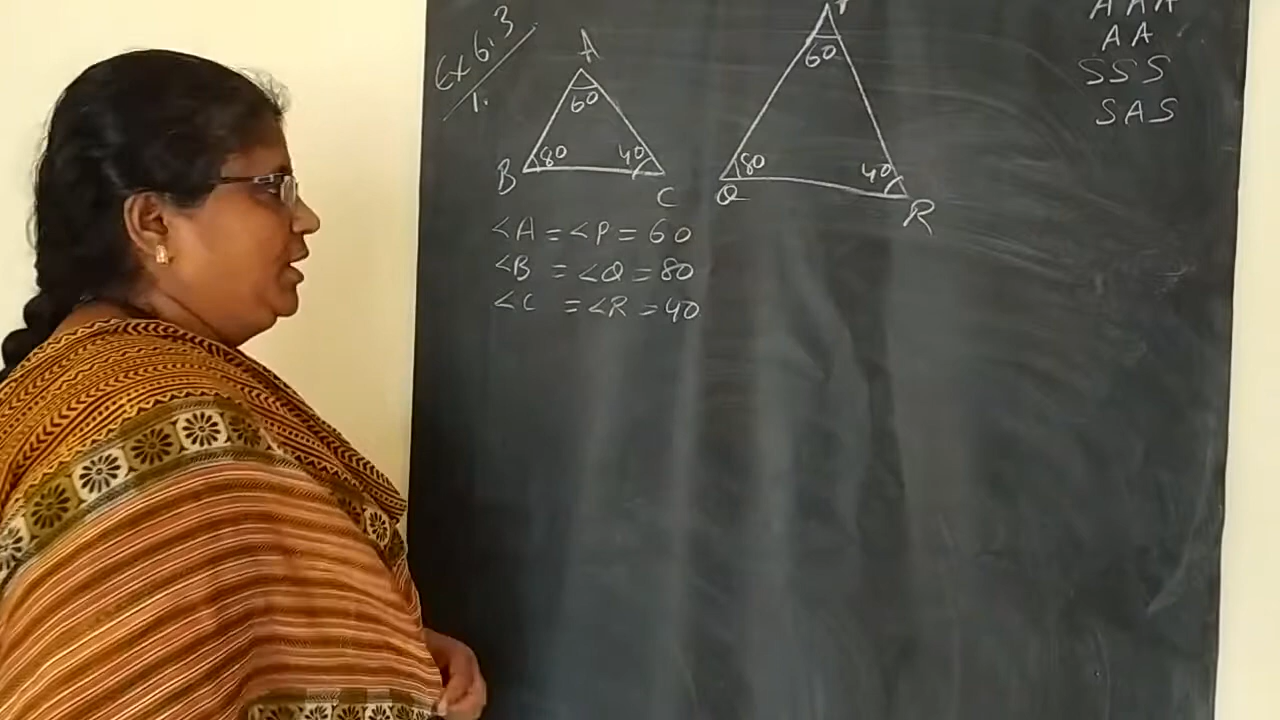 Ex 6.3
1.
A
60
B 80 40 C
P
60
Q 80 40 R
<A = <P = 60
<B = <Q = 80
<C = <R = 40
AAA
AA
SSS
SAS